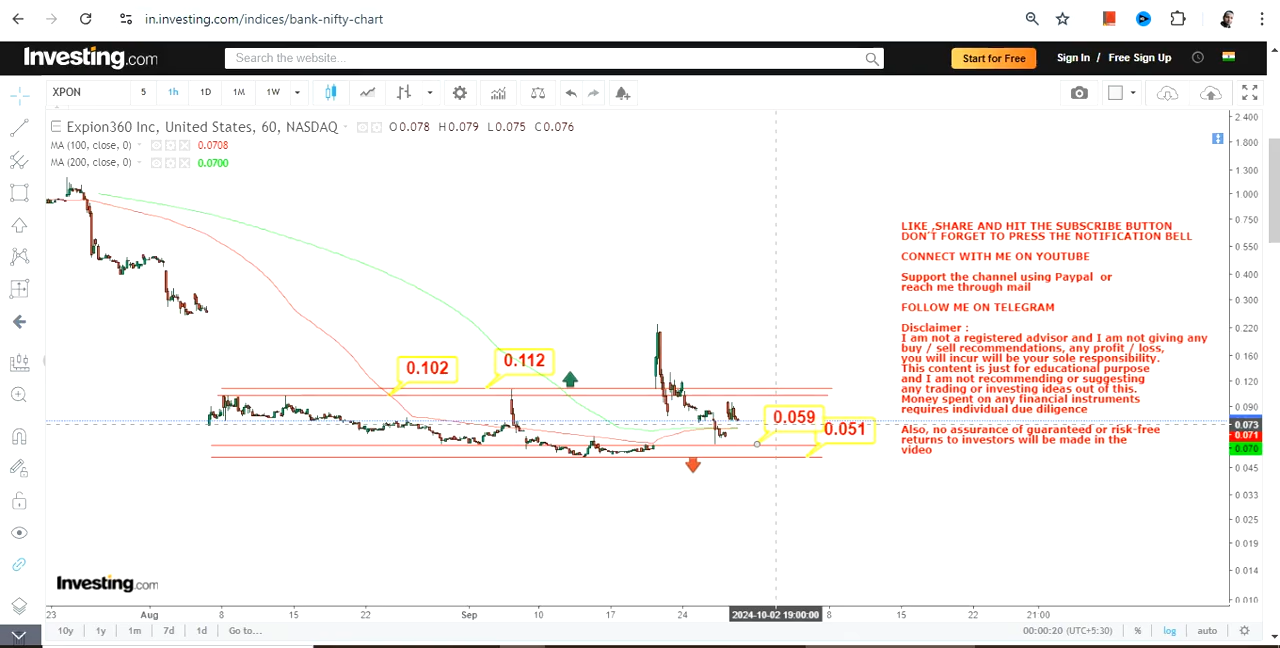 in.investing.com/indices/bank-nifty-chart
Investing.com
Search the website...
Start for Free
Sign In / Free Sign Up
XPON 5 1h 1D 1M 1W
Expion360 Inc, United States, 60, NASDAQ O0.078 H0.079 L0.075 C0.076
MA (100, close, 0) 0.0708
MA (200, close, 0) 0.0700
2.400
1.800
1.300
1.000
0.750
0.550
0.400
0.300
0.220
0.160
0.120
0.090
0.073
0.071
0.070
0.045
0.033
0.025
0.019
0.014
0.010
0.102
0.112
0.059
0.051
LIKE ,SHARE AND HIT THE SUBSCRIBE BUTTON
DON'T FORGET TO PRESS THE NOTIFICATION BELL
CONNECT WITH ME ON YOUTUBE
Support the channel using Paypal or
reach me through mail
FOLLOW ME ON TELEGRAM
Disclaimer :
I am not a registered advisor and I am not giving any
buy / sell recommendations, any profit / loss,
you will incur will be your sole responsibility.
This content is just for educational purpose
and I am not recommending or suggesting
any trading or investing ideas out of this.
Money spent on any financial instruments
requires individual due diligence
Also, no assurance of guaranteed or risk-free
returns to investors will be made in the
video
Investing.com
23 Aug 8 15 22 Sep 10 17 24 2024-10-02 19:00:00 8 15 22 21:00
10y 1y 1m 7d 1d Go to... 00:00:20 (UTC+5:30) % log auto